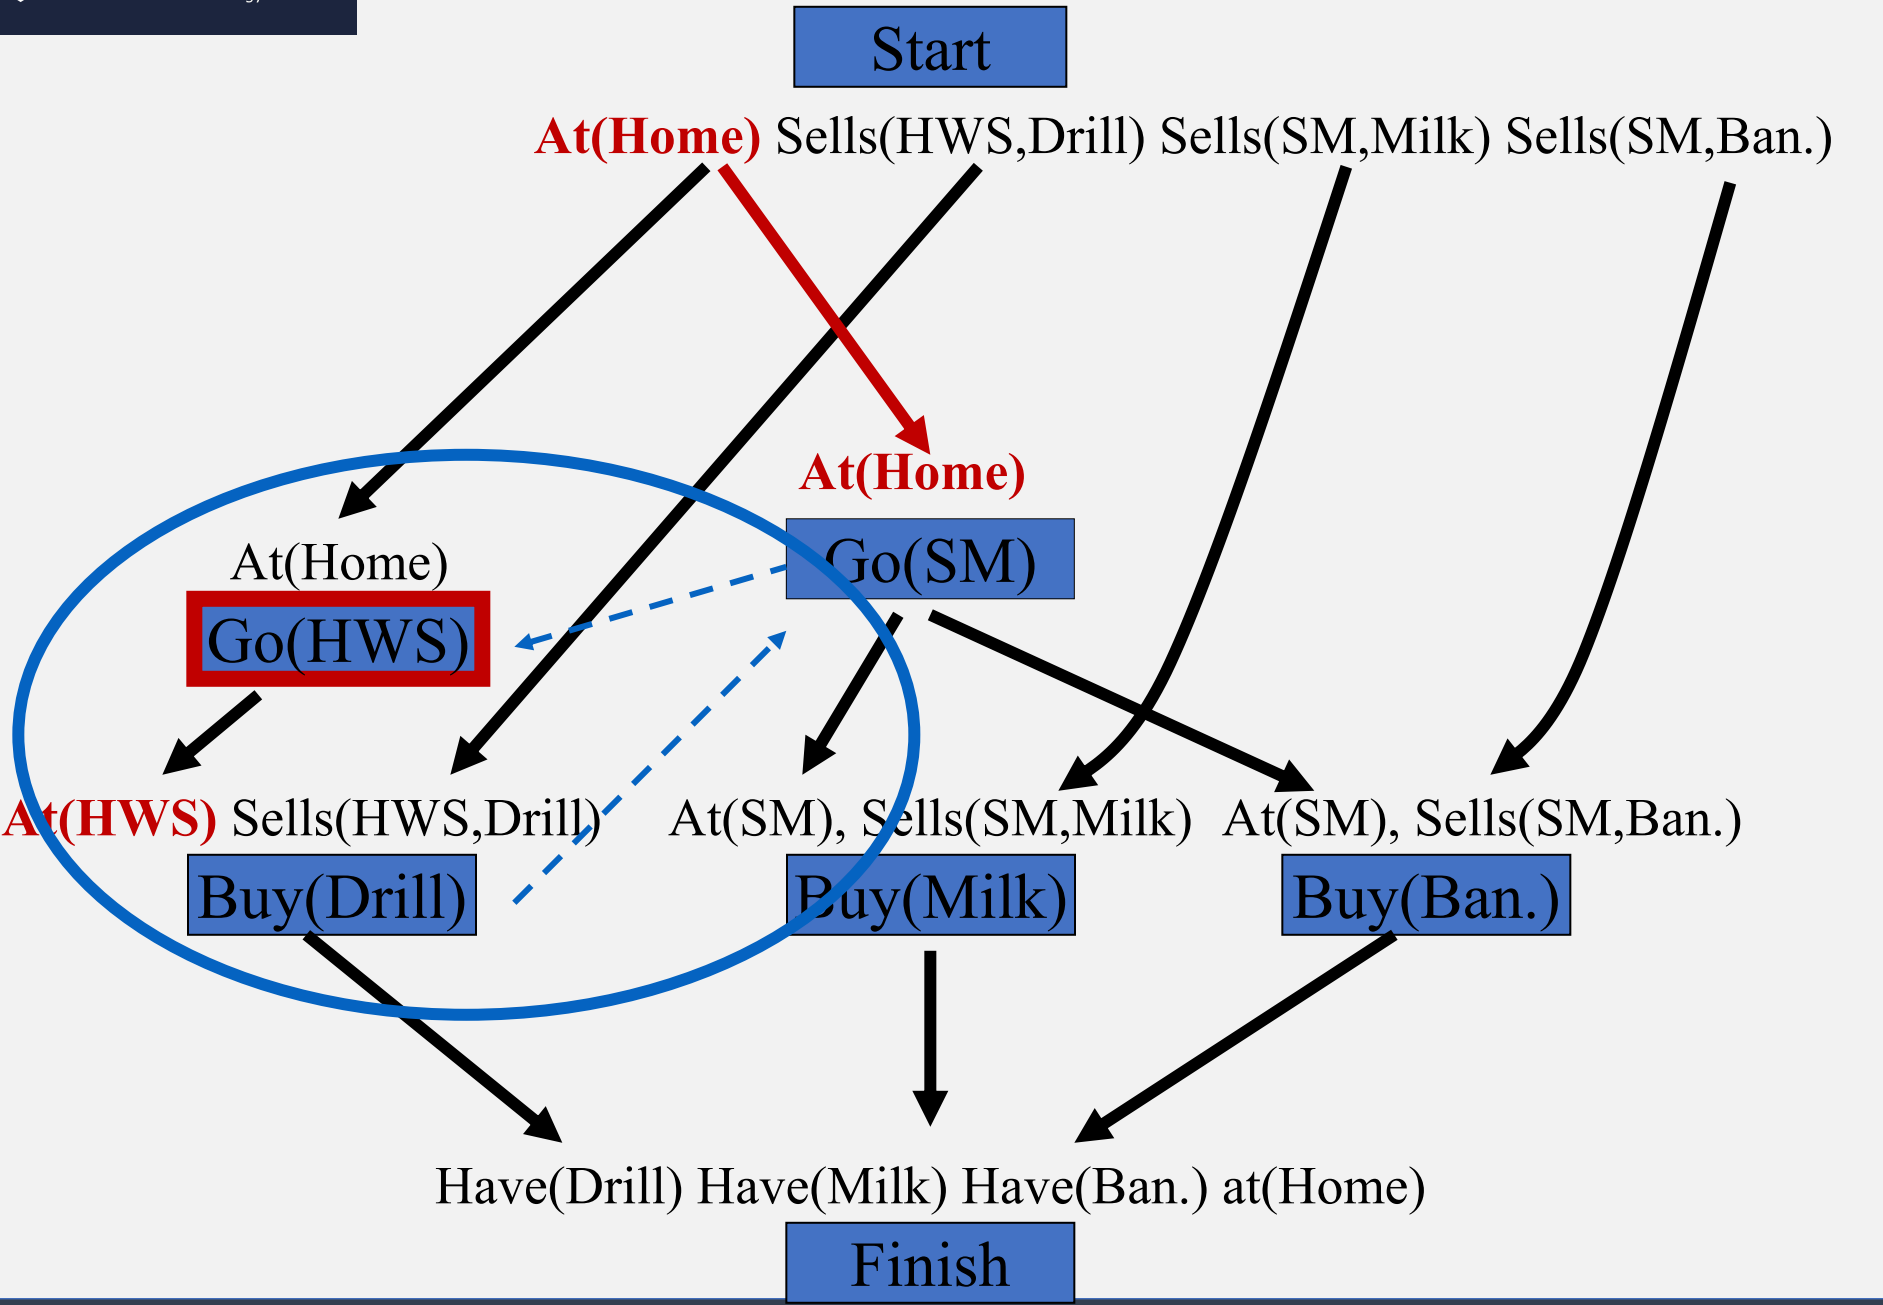 Start
At(Home) Sells(HWS,Drill) Sells(SM,Milk) Sells(SM,Ban.)
At(Home)
Go(SM)
At(Home)
Go(HWS)
At(HWS) Sells(HWS,Drill)
At(SM), Sells(SM,Milk)
At(SM), Sells(SM,Ban.)
Buy(Drill)
Buy(Milk)
Buy(Ban.)
Have(Drill) Have(Milk) Have(Ban.) at(Home)
Finish